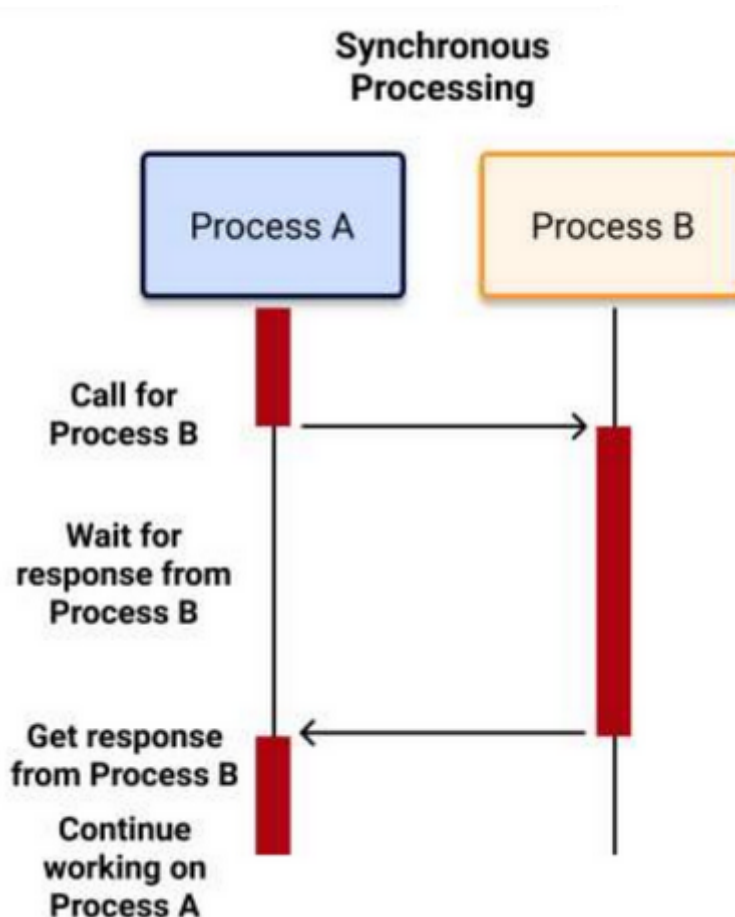 Synchronous
Processing
Process A
Process B
Call for
Process B
Wait for
response from
Process B
Get response
from Process B
Continue
working on
Process A